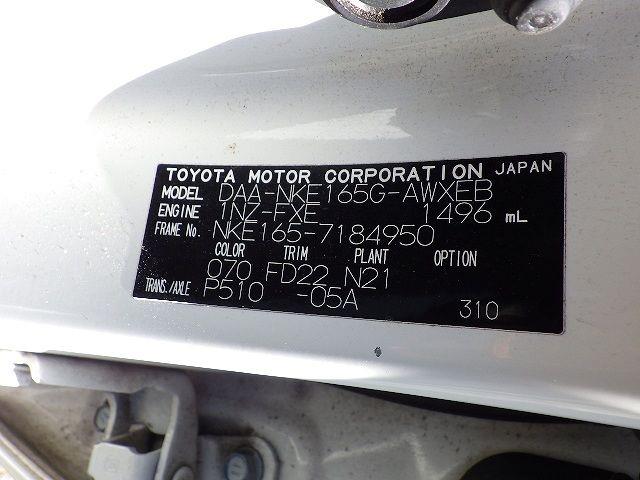 TOYOTA MOTOR CORPORATION JAPAN
MODEL DAA-NKE165G-AWXEB
ENGINE 1NZ-FXE 1496 mL
FRAME No. NKE165-7184950
COLOR TRIM PLANT OPTION
070 FD22 N21
TRANS./AXLE P510 -05A
310